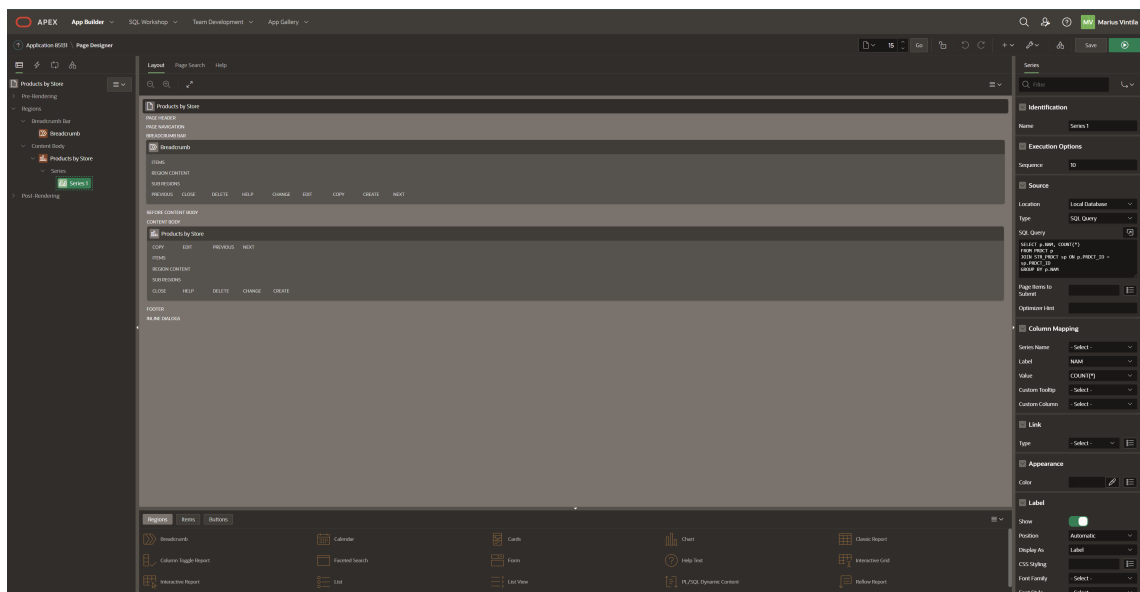 APEX App Builder SQL Workshop Team Development App Gallery MV Marius Vintila
Application 85131 \ Page Designer 15 Go Save
Layout Page Search Help
Products by Store
Pre-Rendering
Regions
Breadcrumb Bar
Breadcrumb
Content Body
Products by Store
Series
Series 1
Post-Rendering
Products by Store
PAGE HEADER
PAGE NAVIGATION
BREADCRUMB BAR
Breadcrumb
ITEMS
REGION CONTENT
SUB REGIONS
PREVIOUS CLOSE DELETE HELP CHANGE EDIT COPY CREATE NEXT
BEFORE CONTENT BODY
CONTENT BODY
Products by Store
COPY EDIT PREVIOUS NEXT
ITEMS
REGION CONTENT
SUB REGIONS
CLOSE HELP DELETE CHANGE CREATE
FOOTER
INLINE DIALOGS
Regions Items Buttons
Breadcrumb Calendar Cards Chart Classic Report
Column Toggle Report Faceted Search Form Help Text Interactive Grid
Interactive Report List List View PL/SQL Dynamic Content Reflow Report
Series
Filter
Identification
Name Series 1
Execution Options
Sequence 10
Source
Location Local Database
Type SQL Query
SQL Query
SELECT p.NAM, COUNT(*)
FROM PRDCT p
JOIN STR_PRDCT sp ON p.PRDCT_ID =
sp.PRDCT_ID
GROUP BY p.NAM
Page Items to
Submit
Optimizer Hint
Column Mapping
Series Name - Select -
Label NAM
Value COUNT(*)
Custom Tooltip - Select -
Custom Column - Select -
Link
Type - Select -
Appearance
Color
Label
Show
Position Automatic
Display As Label
CSS Styling
Font Family - Select -